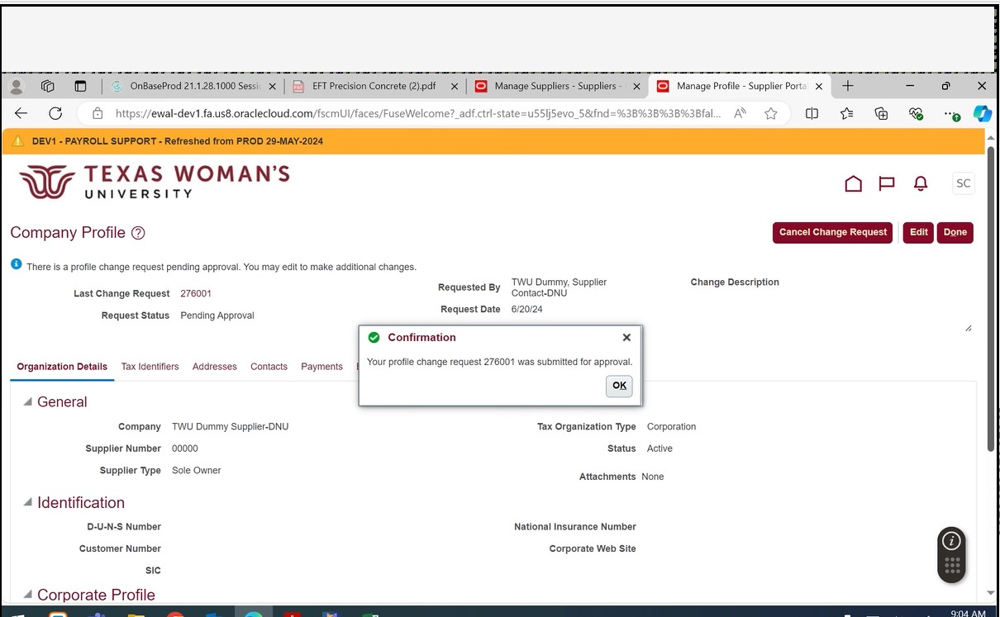 OnBaseProd 21.1.28.1000 Sessi
EFT Precision Concrete (2).pdf
Manage Suppliers - Suppliers -
Manage Profile - Supplier Porta
https://ewal-dev1.fa.us8.oraclecloud.com/fscmUI/faces/FuseWelcome?_adf.ctrl-state=u55lj5evo_5&fnd=%3B%3B%3B%3Bfal...
DEV1 - PAYROLL SUPPORT - Refreshed from PROD 29-MAY-2024
TEXAS WOMAN'S
UNIVERSITY
SC
Company Profile
Cancel Change Request
Edit
Done
There is a profile change request pending approval. You may edit to make additional changes.
Last Change Request 276001
Request Status Pending Approval
Requested By TWU Dummy, Supplier
Contact-DNU
Request Date 6/20/24
Change Description
Confirmation
Your profile change request 276001 was submitted for approval.
OK
Organization Details Tax Identifiers Addresses Contacts Payments
General
Company TWU Dummy Supplier-DNU
Supplier Number 00000
Supplier Type Sole Owner
Tax Organization Type Corporation
Status Active
Attachments None
Identification
D-U-N-S Number
Customer Number
SIC
National Insurance Number
Corporate Web Site
Corporate Profile
9:04 AM